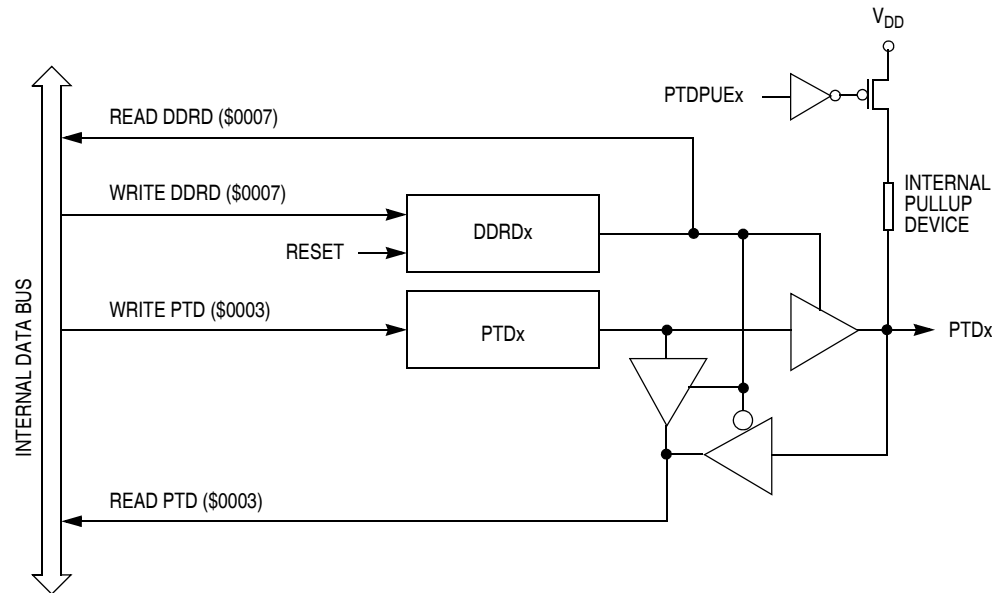 V_DD
PTDPUEx
READ DDRD ($0007)
WRITE DDRD ($0007)
INTERNAL
PULLUP
DEVICE
DDRDx
RESET
WRITE PTD ($0003)
PTDx
PTDx
INTERNAL DATA BUS
READ PTD ($0003)